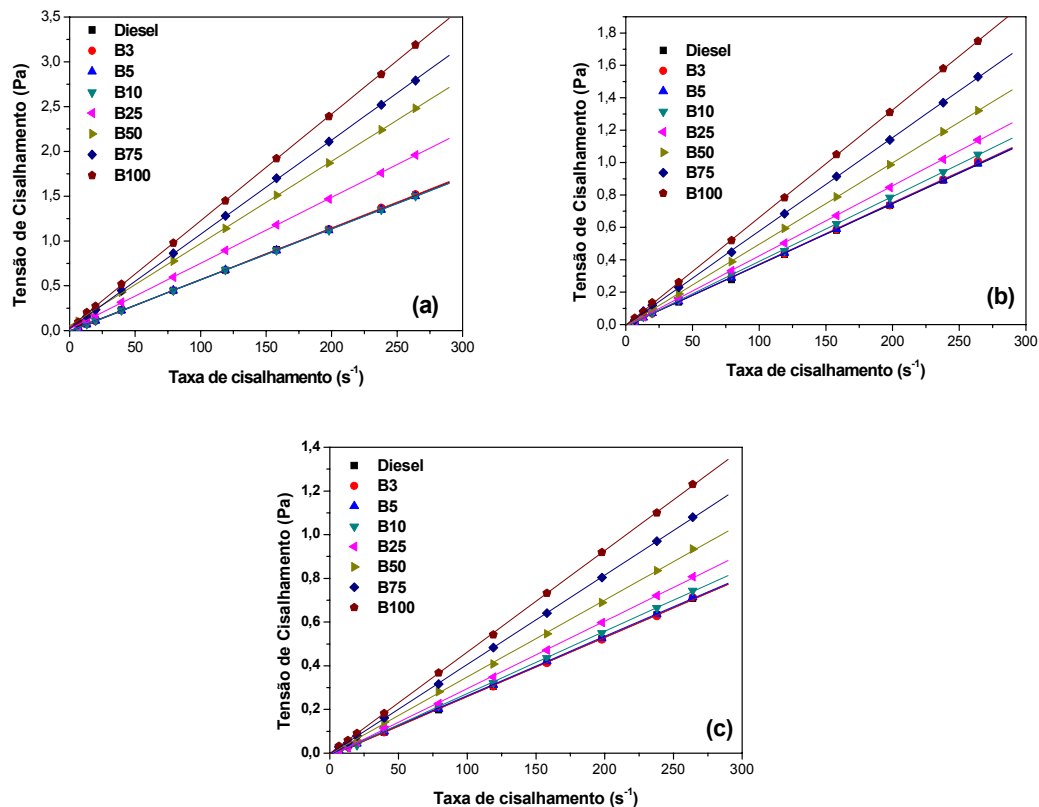 3,5
3,0
2,5
2,0
1,5
1,0
0,5
0,0
Tensão de Cisalhamento (Pa)
Diesel
B3
B5
B10
B25
B50
B75
B100
(a)
0 50 100 150 200 250 300
Taxa de cisalhamento (s⁻¹)
1,8
1,6
1,4
1,2
1,0
0,8
0,6
0,4
0,2
0,0
Tensão de Cisalhamento (Pa)
Diesel
B3
B5
B10
B25
B50
B75
B100
(b)
0 50 100 150 200 250 300
Taxa de cisalhamento (s⁻¹)
1,4
1,2
1,0
0,8
0,6
0,4
0,2
0,0
Tensão de Cisalhamento (Pa)
Diesel
B3
B5
B10
B25
B50
B75
B100
(c)
0 50 100 150 200 250 300
Taxa de cisalhamento (s⁻¹)